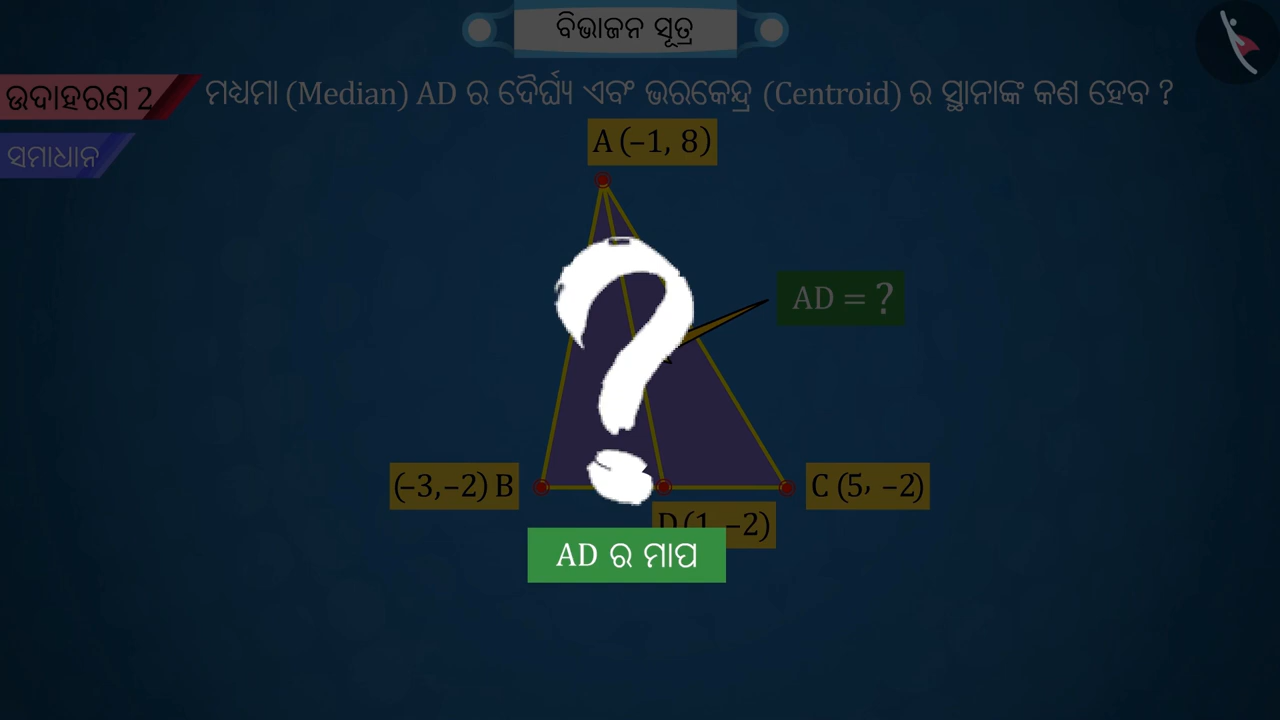 ବିଭାଜନ ସୂତ୍ର
ଉଦାହରଣ 2
ମଧ୍ୟମା (Median) AD ର ଦୈର୍ଘ୍ୟ ଏବଂ ଭରକେନ୍ଦ୍ର (Centroid) ର ସ୍ଥାନାଙ୍କ କଣ ହେବ ?
ସମାଧାନ
A (–1, 8)
AD = ?
(–3,–2) B
C (5, –2)
D (1, –2)
AD ର ମାପ